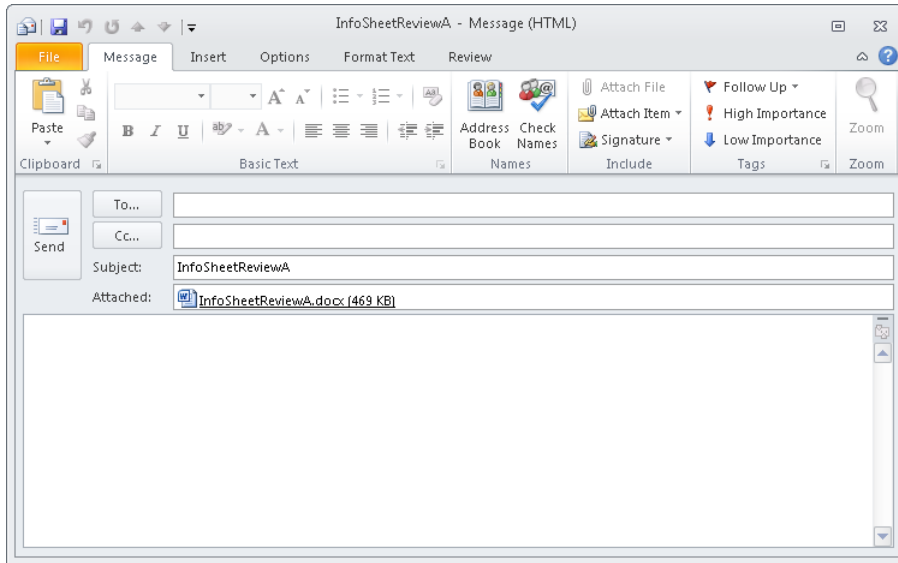 InfoSheetReviewA - Message (HTML)
File Message Insert Options Format Text Review
Paste
Clipboard
B I U ab A
Basic Text
Address Book
Check Names
Names
Attach File
Attach Item
Signature
Include
Follow Up
High Importance
Low Importance
Tags
Zoom
Zoom
Send
To...
Cc...
Subject: InfoSheetReviewA
Attached: InfoSheetReviewA.docx (469 KB)